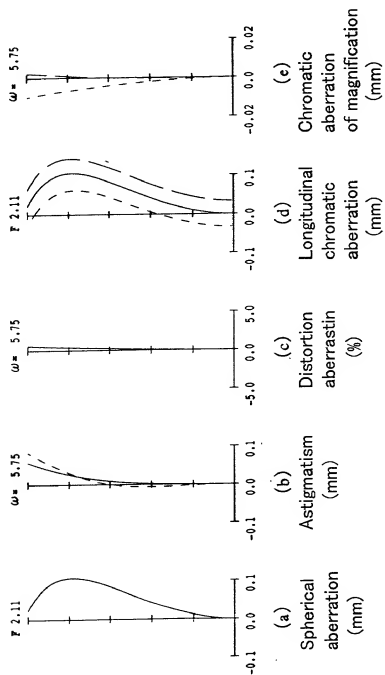 F 2.11
-0.1 0.0 0.1
(a)
Spherical
aberration
(mm)
ω= 5.75
-0.1 0.0 0.1
(b)
Astigmatism
(mm)
ω= 5.75
-5.0 0.0 5.0
(c)
Distortion
aberrastin
(%)
F 2.11
-0.1 0.0 0.1
(d)
Longitudinal
chromatic
aberration
(mm)
ω= 5.75
-0.02 0.0 0.02
(e)
Chromatic
aberration
of magnification
(mm)